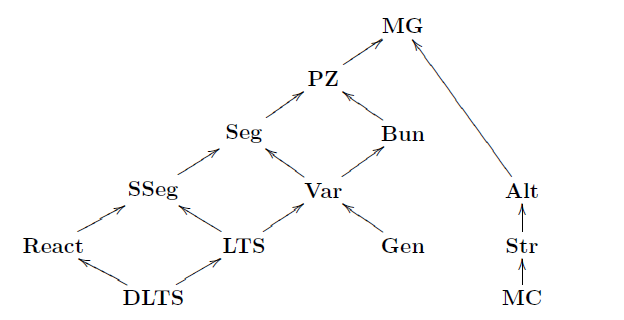 MG
PZ
Seg Bun
SSeg Var Alt
React LTS Gen Str
DLTS MC